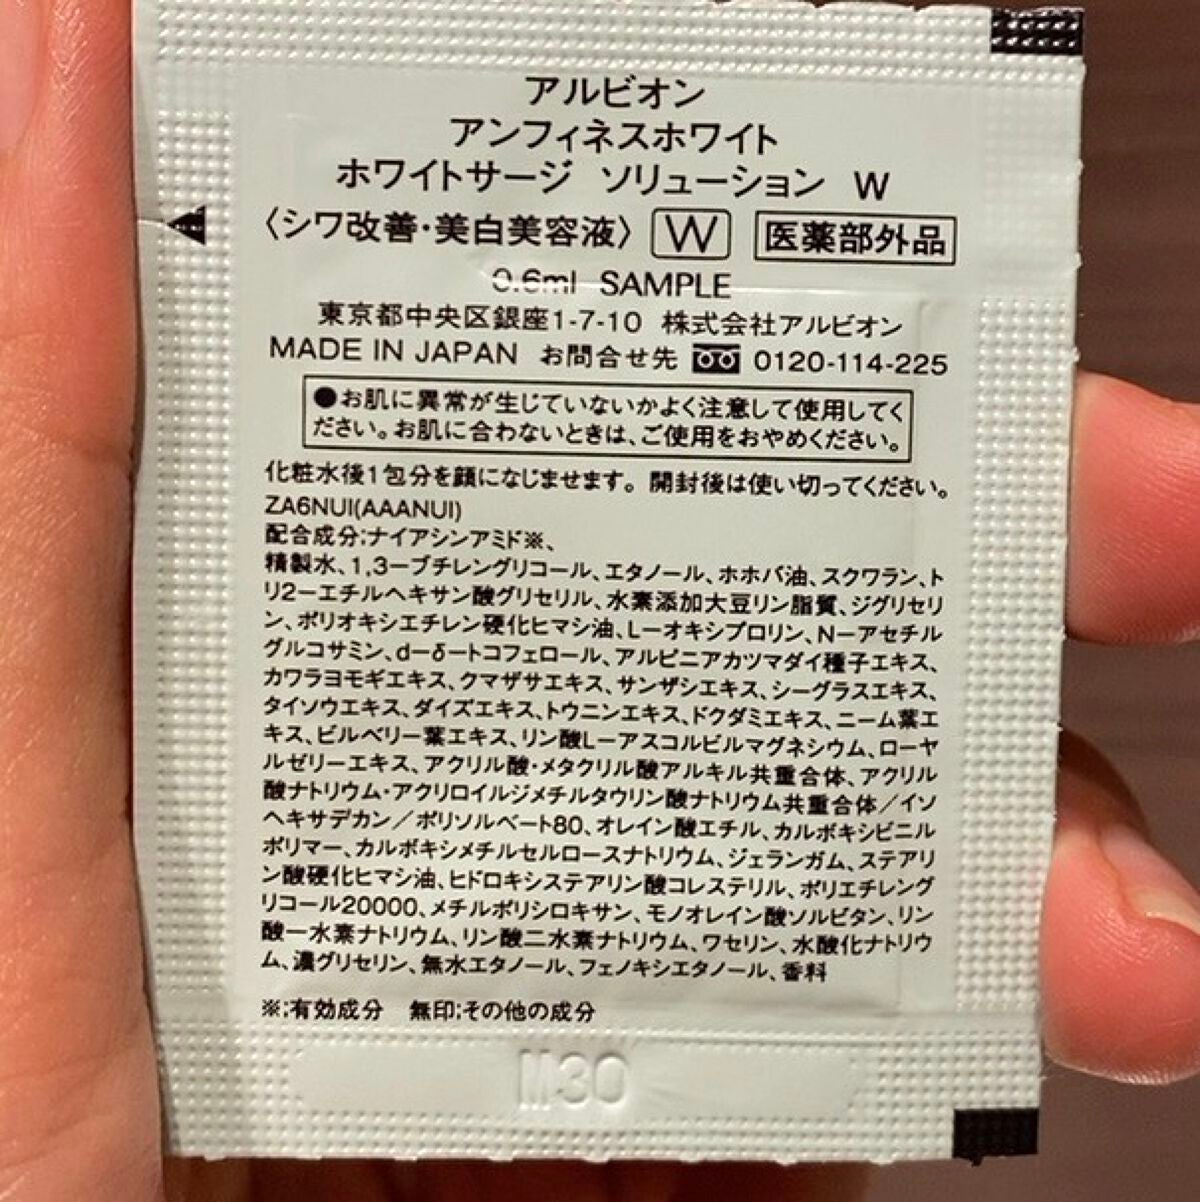 アルビオン
アンフィネスホワイト
ホワイトサージ ソリューション W
〈シワ改善・美白美容液〉 W 医薬部外品
0.6ml SAMPLE
東京都中央区銀座1-7-10 株式会社アルビオン
MADE IN JAPAN お問合せ先 0120-114-225
●お肌に異常が生じていないかよく注意して使用してく
ださい。お肌に合わないときは、ご使用をおやめください。
化粧水後1包分を顔になじませます。開封後は使い切ってください。
ZA6NUI(AAANUI)
配合成分;ナイアシンアミド※、
精製水、1,3ーブチレングリコール、エタノール、ホホバ油、スクワラン、ト
リ2ーエチルヘキサン酸グリセリル、水素添加大豆リン脂質、ジグリセリ
ン、ポリオキシエチレン硬化ヒマシ油、Lーオキシプロリン、Nーアセチル
グルコサミン、dーδートコフェロール、アルピニアカツマダイ種子エキス、
カワラヨモギエキス、クマザサエキス、サンザシエキス、シーグラスエキス、
タイソウエキス、ダイズエキス、トウニンエキス、ドクダミエキス、ニーム葉エ
キス、ビルベリー葉エキス、リン酸Lーアスコルビルマグネシウム、ローヤ
ルゼリーエキス、アクリル酸・メタクリル酸アルキル共重合体、アクリル
酸ナトリウム・アクリロイルジメチルタウリン酸ナトリウム共重合体／イソ
ヘキサデカン／ポリソルベート80、オレイン酸エチル、カルボキシビニル
ポリマー、カルボキシメチルセルロースナトリウム、ジェランガム、ステアリ
ン酸硬化ヒマシ油、ヒドロキシステアリン酸コレステリル、ポリエチレング
リコール20000、メチルポリシロキサン、モノオレイン酸ソルビタン、リン
酸一水素ナトリウム、リン酸二水素ナトリウム、ワセリン、水酸化ナトリウ
ム、濃グリセリン、無水エタノール、フェノキシエタノール、香料
※;有効成分 無印;その他の成分
M30